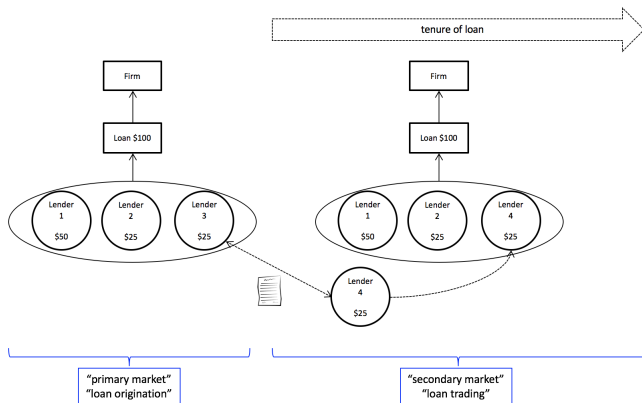 tenure of loan
Firm
Loan $100
Lender
1
$50
Lender
2
$25
Lender
3
$25
Firm
Loan $100
Lender
1
$50
Lender
2
$25
Lender
4
$25
Lender
4
$25
“primary market”
“loan origination”
“secondary market”
“loan trading”